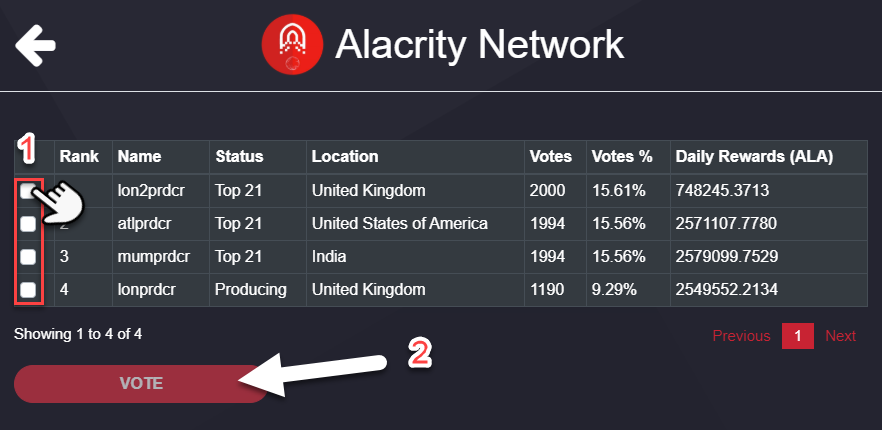 Alacrity Network
1
Rank Name Status Location Votes Votes % Daily Rewards (ALA)
lon2prdcr Top 21 United Kingdom 2000 15.61% 748245.3713
2 atlprdcr Top 21 United States of America 1994 15.56% 2571107.7780
3 mumprdcr Top 21 India 1994 15.56% 2579099.7529
4 lonprdcr Producing United Kingdom 1190 9.29% 2549552.2134
Showing 1 to 4 of 4 Previous 1 Next
2
VOTE